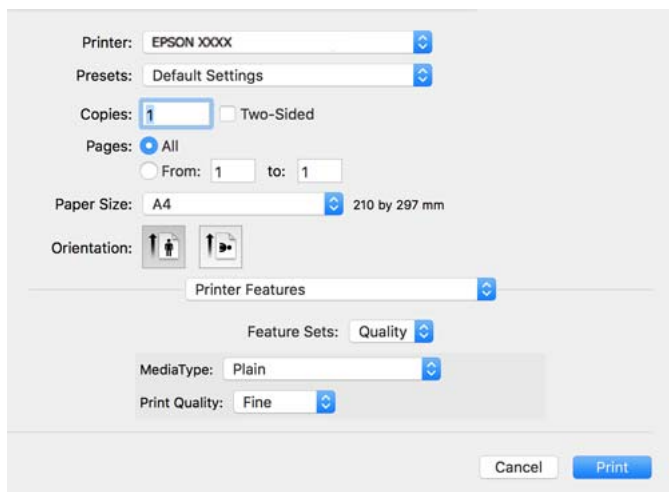 Printer: EPSON XXXX
Presets: Default Settings
Copies: 1 Two-Sided
Pages: All
From: 1 to: 1
Paper Size: A4 210 by 297 mm
Orientation:
Printer Features
Feature Sets: Quality
MediaType: Plain
Print Quality: Fine
Cancel Print